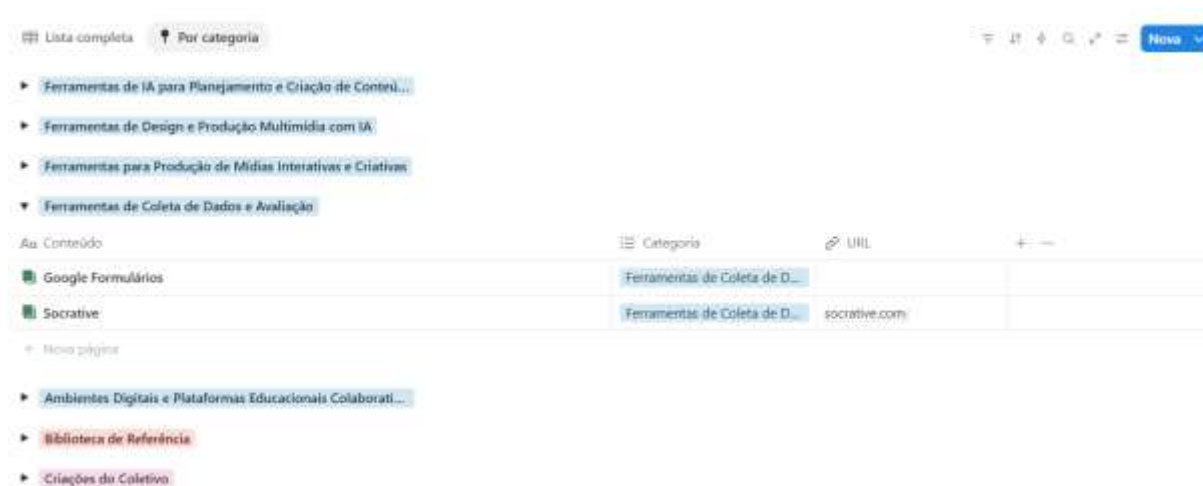 Lista completa Por categoria Novo
Ferramentas de IA para Planejamento e Criação de Conteú...
Ferramentas de Design e Produção Multimídia com IA
Ferramentas para Produção de Mídias Interativas e Criativas
Ferramentas de Coleta de Dados e Avaliação
Aa Conteúdo Categoria URL
Google Formulários Ferramentas de Coleta de D...
Socrative Ferramentas de Coleta de D... socrative.com
+ Nova página
Ambientes Digitais e Plataformas Educacionais Colaborati...
Biblioteca de Referência
Criações do Coletivo